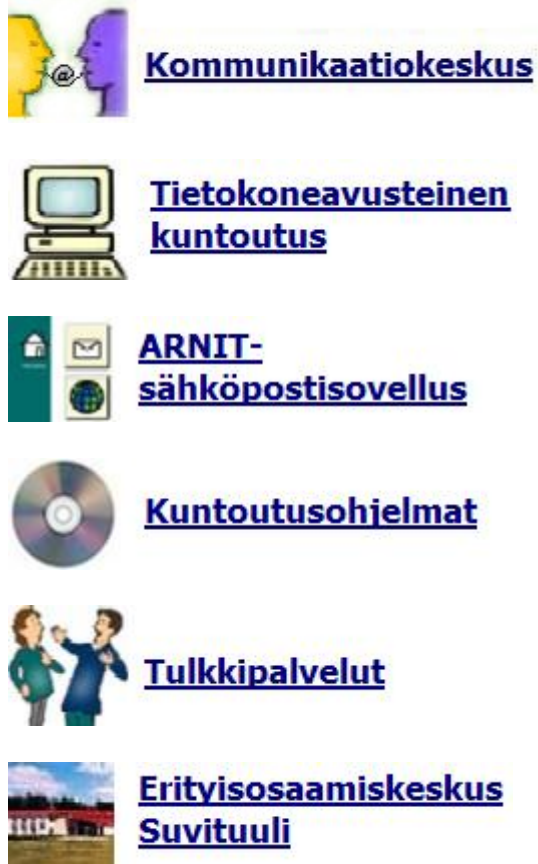 @
Kommunikaatiokeskus
Tietokoneavusteinen
kuntoutus
ARNIT-
sähköpostisovellus
Kuntoutusohjelmat
Tulkkipalvelut
Erityisosaamiskeskus
Suvituuli